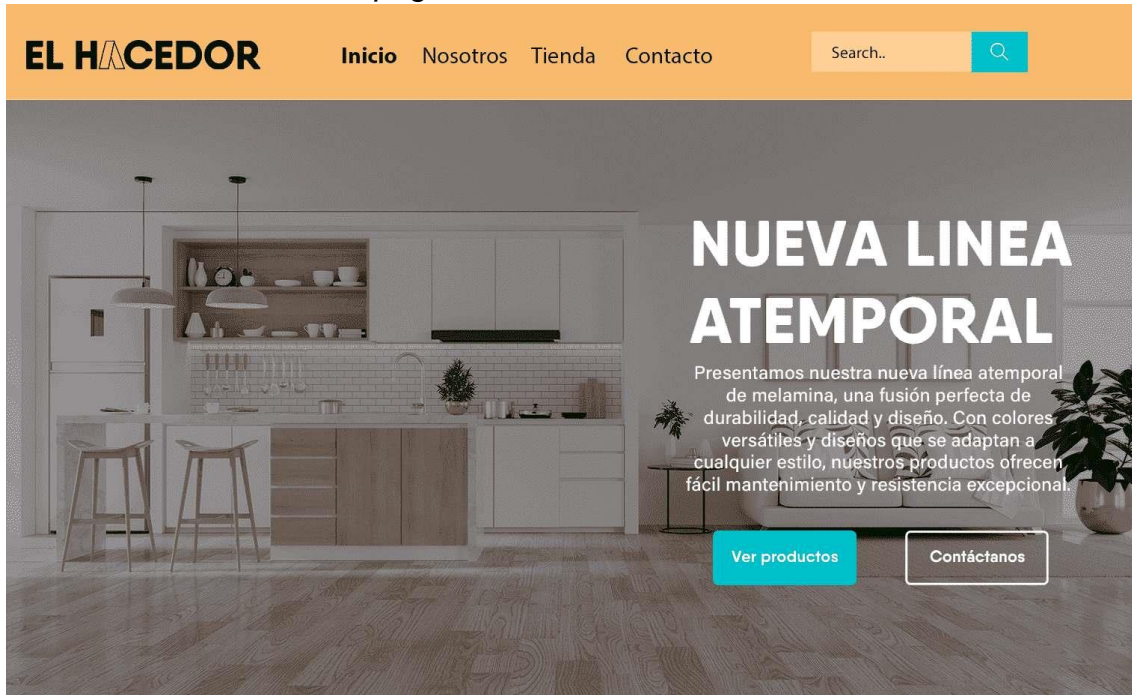 EL HACEDOR
Inicio Nosotros Tienda Contacto
Search..
NUEVA LINEA
ATEMPORAL
Presentamos nuestra nueva línea atemporal
de melamina, una fusión perfecta de
durabilidad, calidad y diseño. Con colores
versátiles y diseños que se adaptan a
cualquier estilo, nuestros productos ofrecen
fácil mantenimiento y resistencia excepcional.
Ver productos
Contáctanos